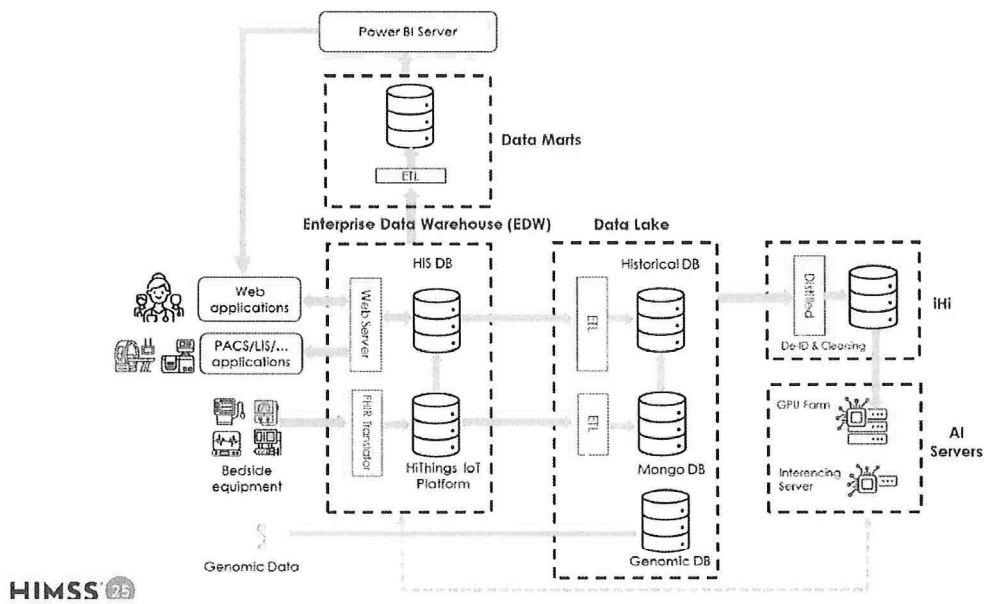 Power BI Server
Data Marts
ETL
Enterprise Data Warehouse (EDW)
Data Lake
HIS DB
Historical DB
Web
applications
Web Server
ETL
Distilled
iHi
PACS/LIS/...
applications
De-ID & Cleaning
FHIR Translator
ETL
GPU Farm
AI
Servers
Bedside
equipment
HiThings IoT
Platform
Mongo DB
Inferencing
Server
Genomic Data
Genomic DB
HIMSS 25